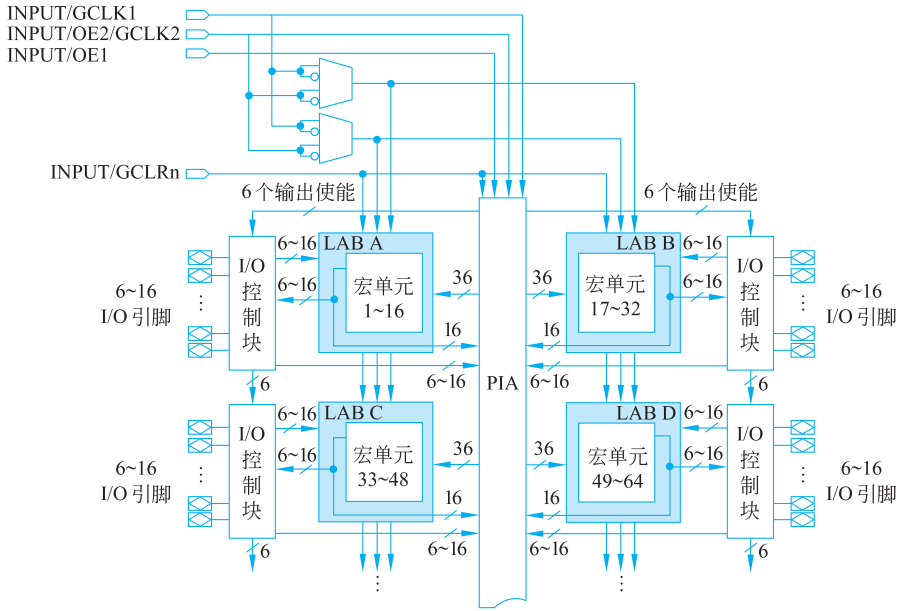 INPUT/GCLK1
INPUT/OE2/GCLK2
INPUT/OE1
INPUT/GCLRn
6个输出使能
6个输出使能
LAB A
LAB B
6~16
6~16
I/O控制块
6~16
宏单元
1~16
36
36
宏单元
17~32
6~16
I/O控制块
6~16
I/O 引脚
6~16
I/O 引脚
⋮
⋮
16
16
6~16
PIA
6~16
6
6
LAB C
LAB D
6~16
6~16
I/O控制块
6~16
宏单元
33~48
36
36
宏单元
49~64
6~16
I/O控制块
6~16
I/O 引脚
6~16
I/O 引脚
⋮
⋮
16
16
6~16
6~16
6
6
⋮
⋮